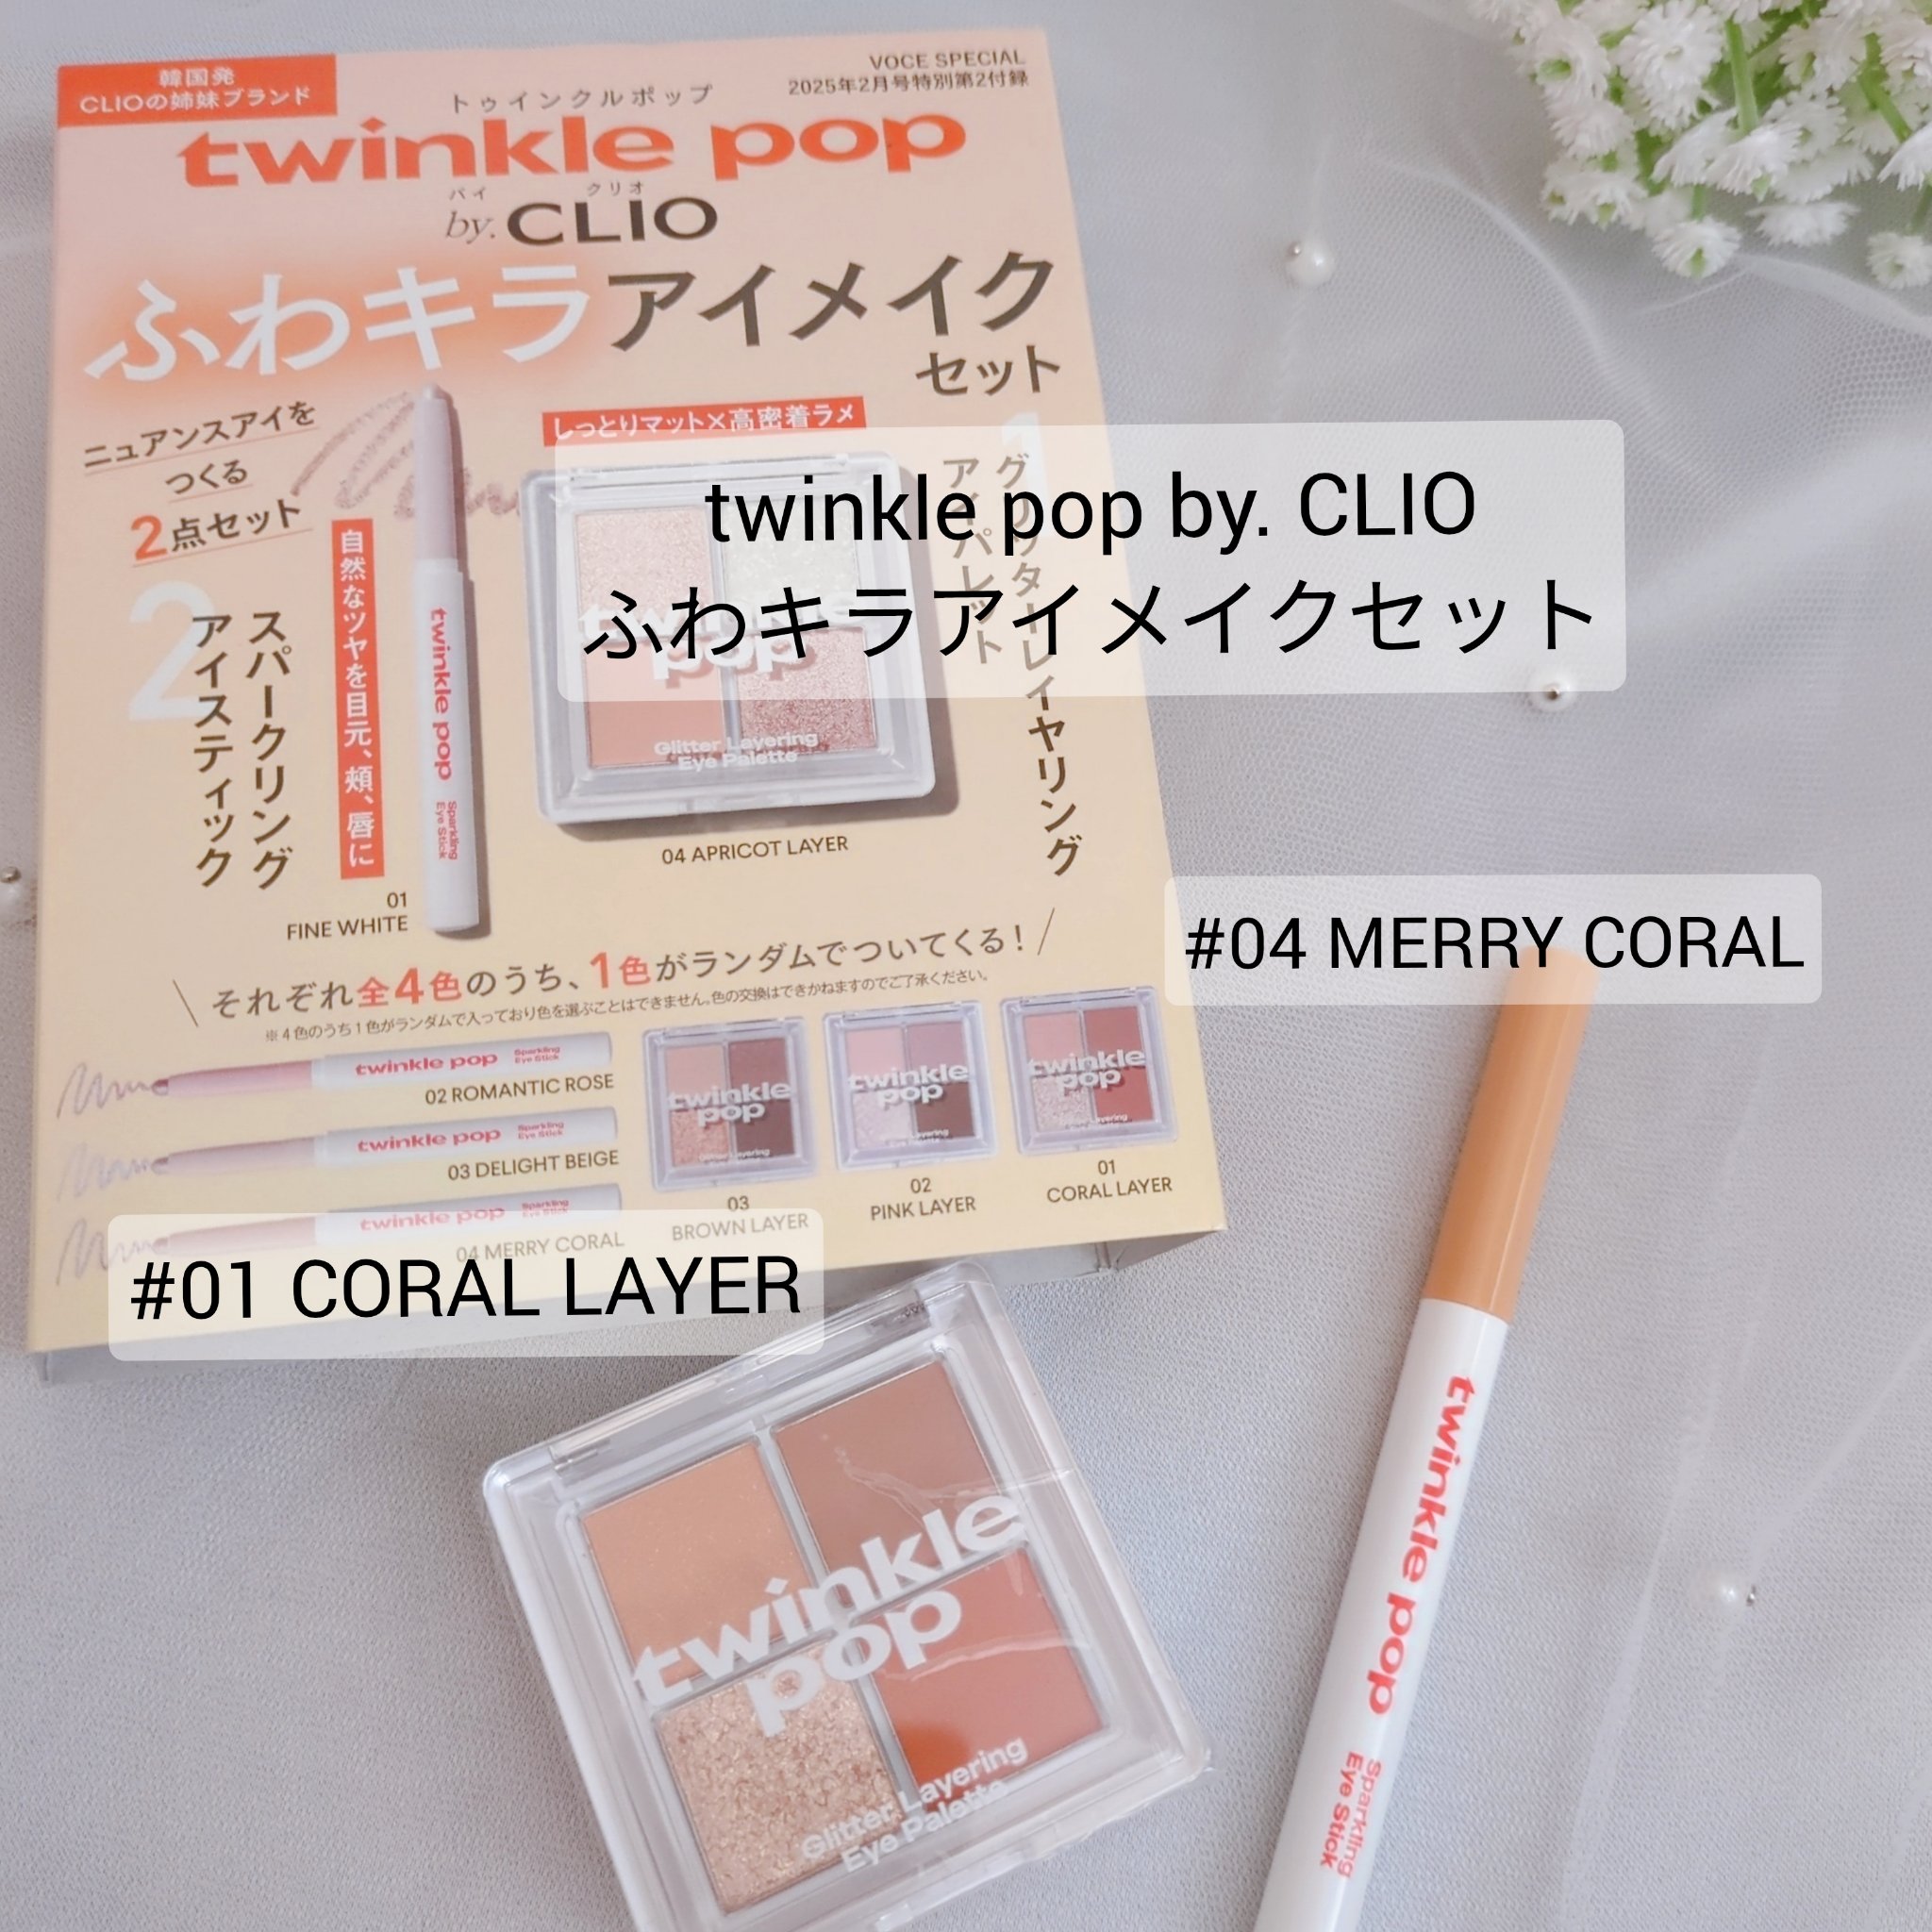 韓国発
CLIOの姉妹ブランド
VOCE SPECIAL
2025年2月号特別第2付録
トゥインクルポップ
twinkle pop
バイ クリオ
by. CLIO
ふわキラアイメイク
セット
ニュアンスアイを
つくる
2点セット
しっとりマット×高密着ラメ
1
グリッターレイヤリング
アイパレット
twinkle pop by. CLIO
ふわキラアイメイクセット
2
スパークリング
アイスティック
自然なツヤを目元、頬、唇に
twinkle pop
Sparkling
Eye Stick
twinkle
pop
Glitter Layering
Eye Palette
04 APRICOT LAYER
01
FINE WHITE
それぞれ全4色のうち、1色がランダムでついてくる!
※4色のうち1色がランダムで入っており色を選ぶことはできません。色の交換はできかねますのでご了承ください。
#04 MERRY CORAL
twinkle pop
Sparkling
Eye Stick
02 ROMANTIC ROSE
twinkle pop
Sparkling
Eye Stick
03 DELIGHT BEIGE
twinkle pop
Sparkling
Eye Stick
04 MERRY CORAL
twinkle
pop
03
BROWN LAYER
twinkle
pop
02
PINK LAYER
twinkle
pop
01
CORAL LAYER
#01 CORAL LAYER
twinkle
pop
Glitter Layering
Eye Palette
twinkle pop
Sparkling
Eye Stick